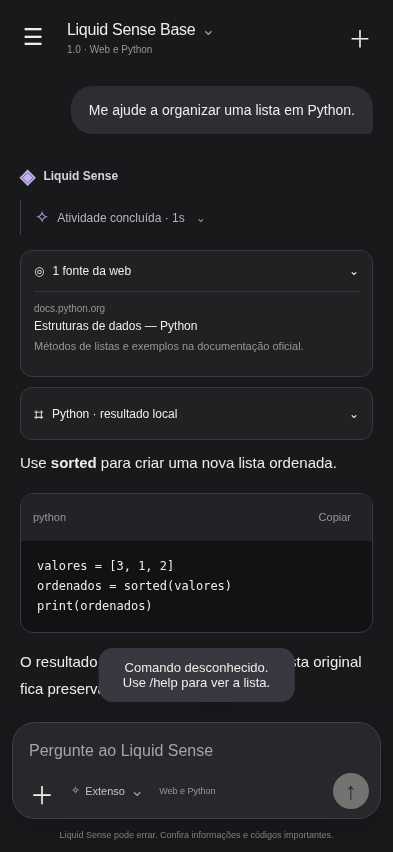 Liquid Sense Base
1.0 · Web e Python
Me ajude a organizar uma lista em Python.
Liquid Sense
Atividade concluída · 1s
1 fonte da web
docs.python.org
Estruturas de dados — Python
Métodos de listas e exemplos na documentação oficial.
Python · resultado local
Use sorted para criar uma nova lista ordenada.
python
Copiar
valores = [3, 1, 2]
ordenados = sorted(valores)
print(ordenados)
O resultado
original
fica
Comando desconhecido.
Use /help para ver a lista.
Pergunte ao Liquid Sense
Extenso
Web e Python
Liquid Sense pode errar. Confira informações e códigos importantes.